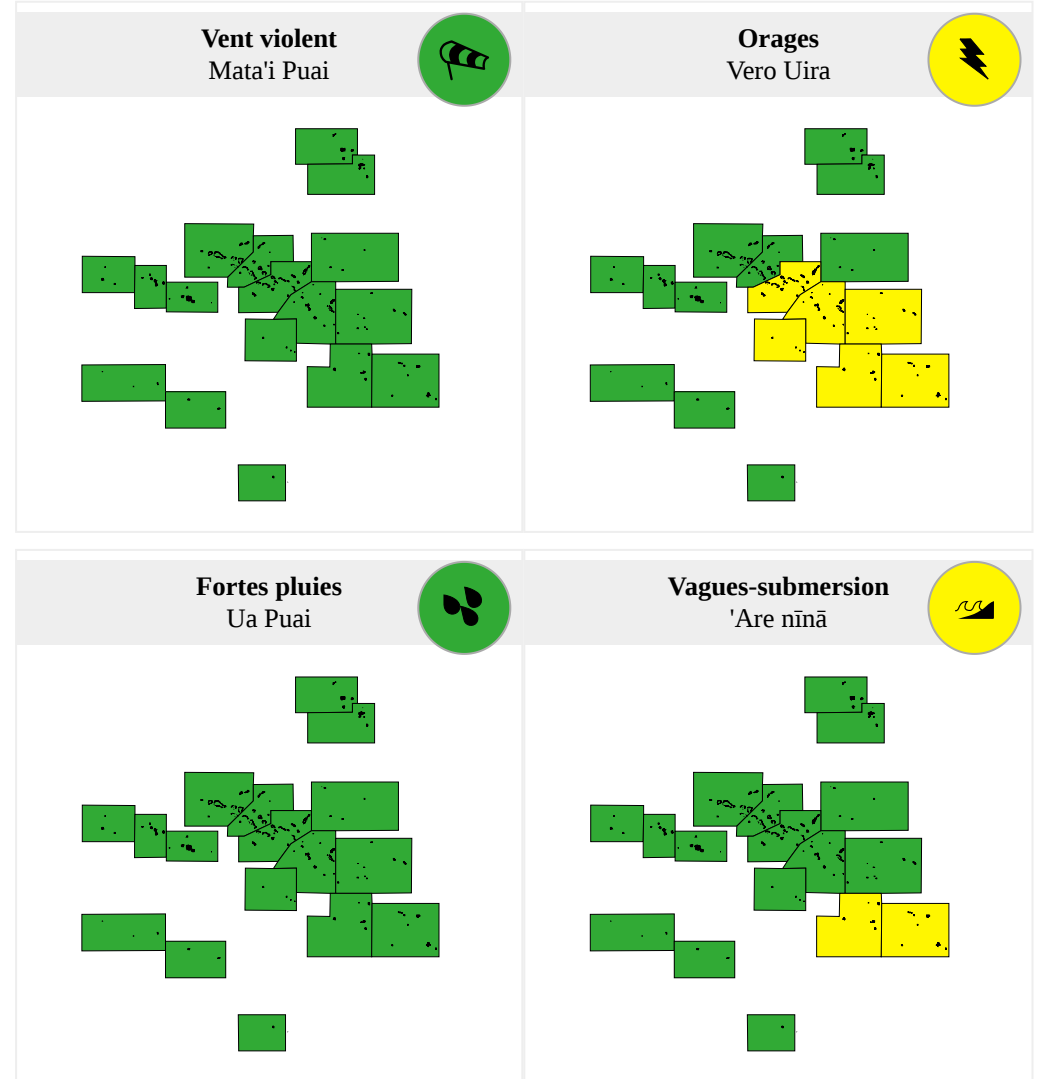 Vent violent
Mata'i Puai
Orages
Vero Uira
Fortes pluies
Ua Puai
Vagues-submersion
'Are nīnā